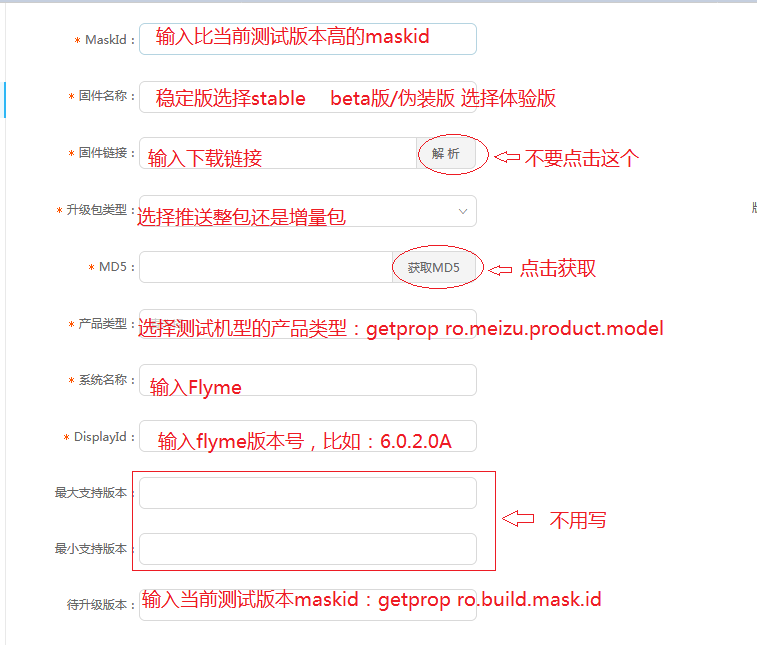 * MaskId : 输入比当前测试版本高的maskid
* 固件名称 : 稳定版选择stable beta版/伪装版 选择体验版
* 固件链接 : 输入下载链接 解 析 不要点击这个
* 升级包类型 : 选择推送整包还是增量包
* MD5 : 获取MD5 点击获取
* 产品类型 : 选择测试机型的产品类型：getprop ro.meizu.product.model
* 系统名称 : 输入Flyme
* DisplayId : 输入flyme版本号，比如：6.0.2.0A
最大支持版本 :
不用写
最小支持版本 :
待升级版本 : 输入当前测试版本maskid：getprop ro.build.mask.id